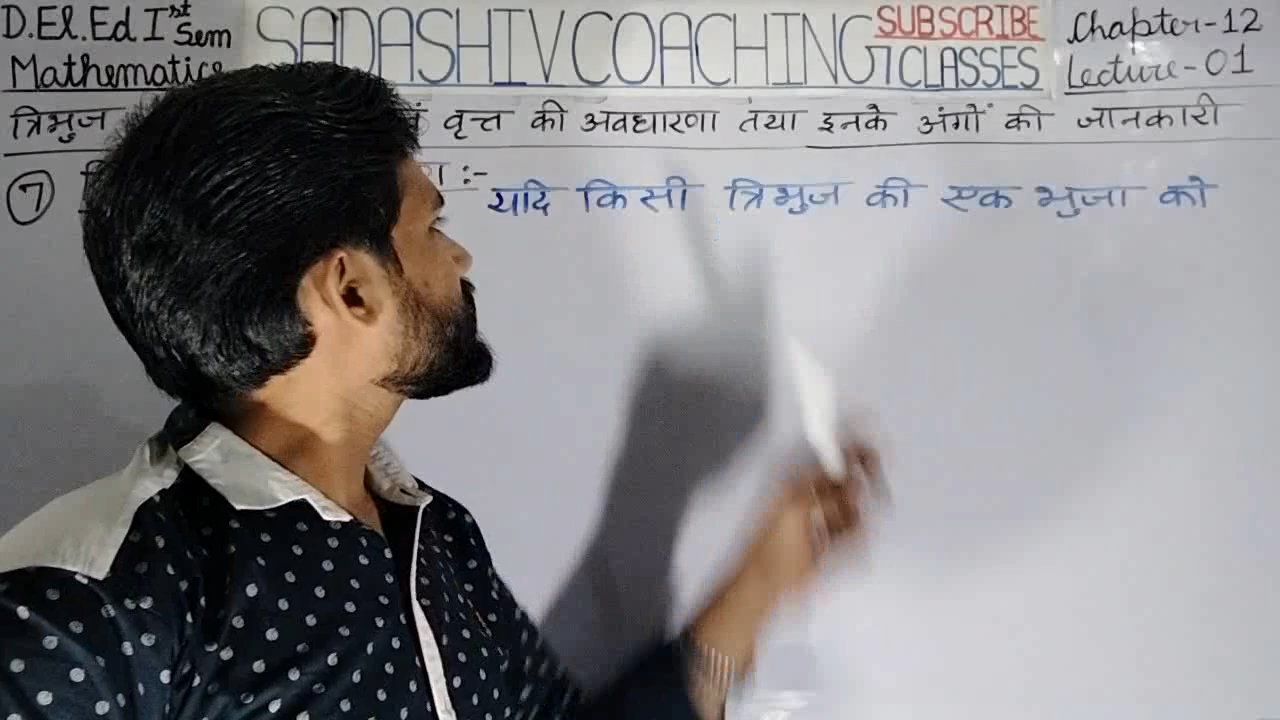 D.El.Ed Ist Sem
Mathematics
SADASHIV COACHING CLASSES
SUBSCRIBE
Chapter-12
Lecture-01
त्रिभुज वृत्त की अवधारणा तथा इनके अंगों की जानकारी
7 :-
यदि किसी त्रिभुज की एक भुजा को